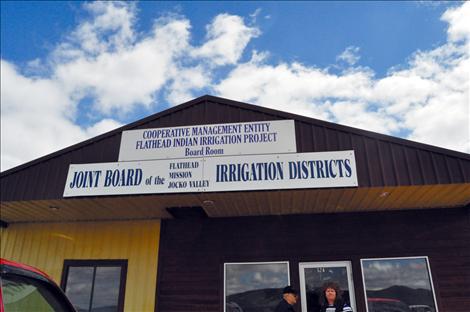 COOPERATIVE MANAGEMENT ENTITY
FLATHEAD INDIAN IRRIGATION PROJECT
Board Room
JOINT BOARD of the FLATHEAD MISSION JOCKO VALLEY IRRIGATION DISTRICTS